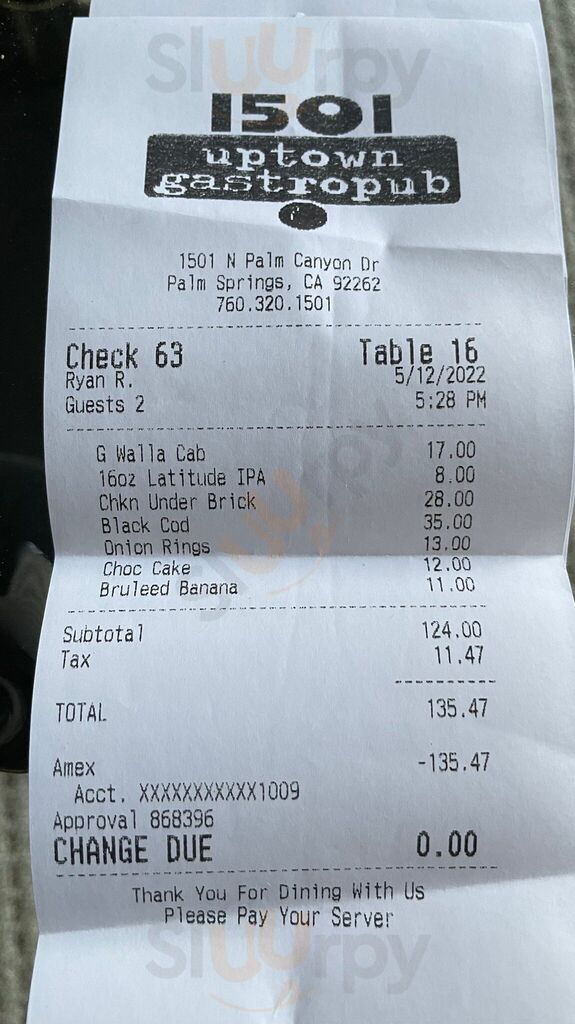 Sluurpy
1501
uptown
gastropub
1501 N Palm Canyon Dr
Palm Springs, CA 92262
760.320.1501
Check 63 Table 16
Ryan R. 5/12/2022
Guests 2 5:28 PM
G Walla Cab 17.00
16oz Latitude IPA 8.00
Chkn Under Brick 28.00
Black Cod 35.00
Onion Rings 13.00
Choc Cake 12.00
Bruleed Banana 11.00
Sluurpy
Subtotal 124.00
Tax 11.47
TOTAL 135.47
Amex -135.47
Acct. XXXXXXXXXXX1009
Approval 868396
CHANGE DUE 0.00
Thank You For Dining With Us
Please Pay Your Server
Sluurpy